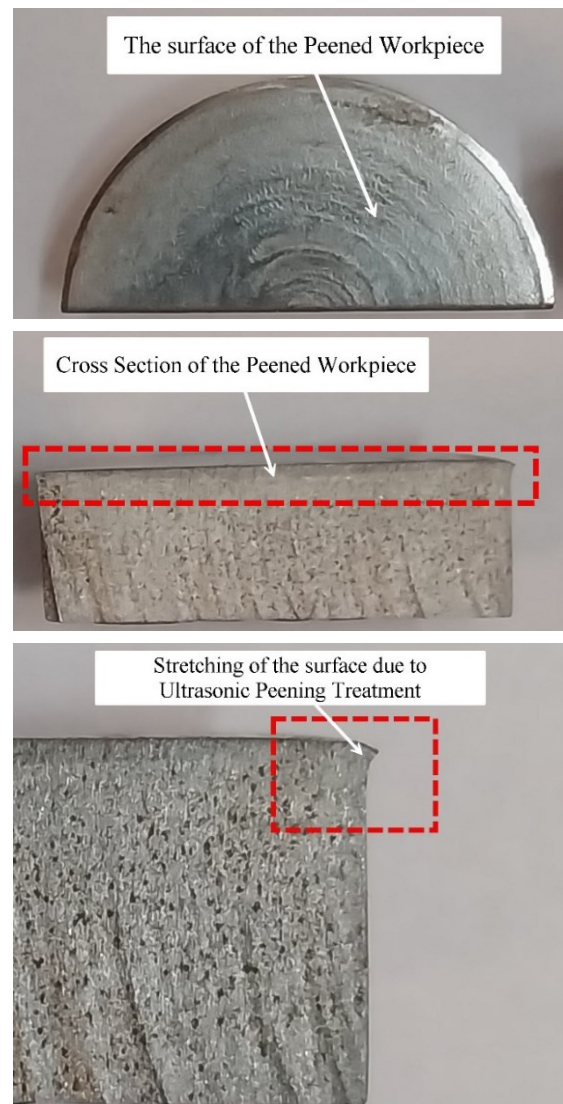 The surface of the Peened Workpiece
Cross Section of the Peened Workpiece
Stretching of the surface due to
Ultrasonic Peening Treatment